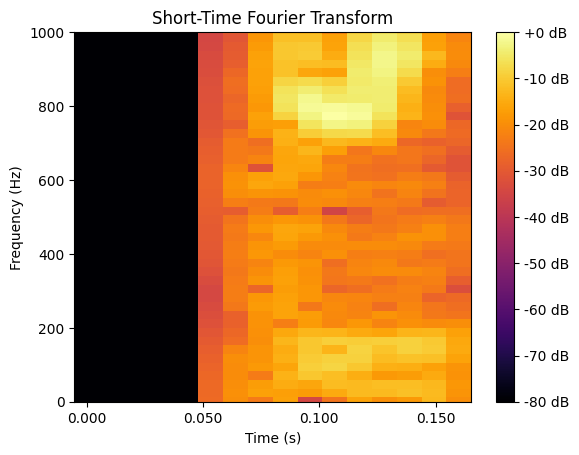 Short-Time Fourier Transform
1000
800
600
400
200
0
Frequency (Hz)
0.000
0.050
0.100
0.150
Time (s)
+0 dB
-10 dB
-20 dB
-30 dB
-40 dB
-50 dB
-60 dB
-70 dB
-80 dB